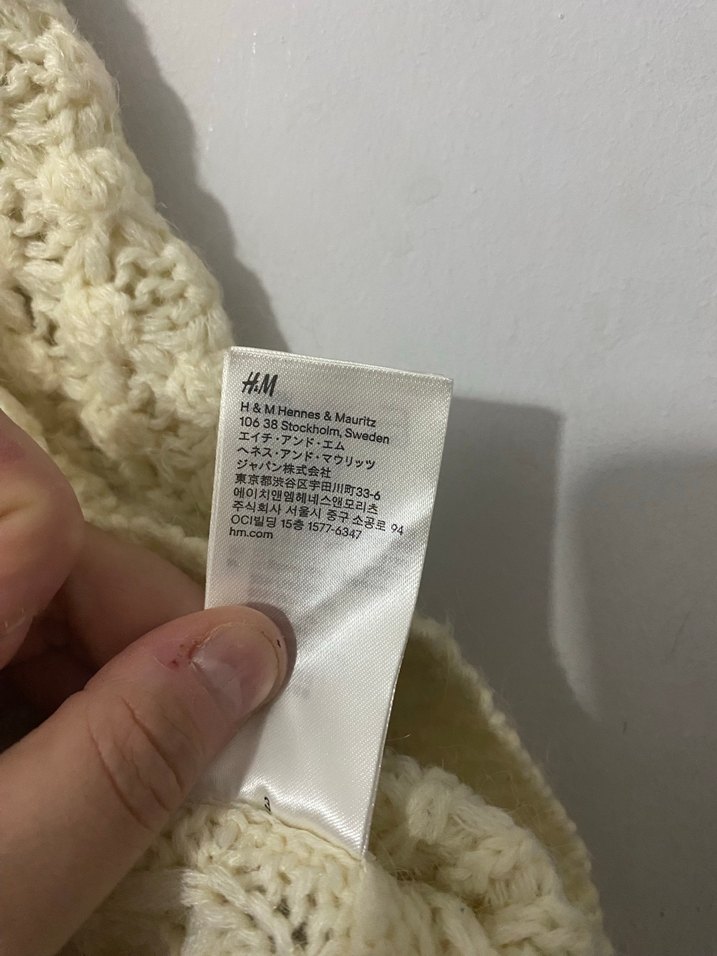 H&M
H & M Hennes & Mauritz
106 38 Stockholm, Sweden
エイチ・アンド・エム
ヘネス・アンド・マウリッツ
ジャパン株式会社
東京都渋谷区宇田川町33-6
에이치앤엠헤네스앤모리츠
주식회사 서울시 중구 소공로 94
OCI빌딩 15층 1577-6347
hm.com